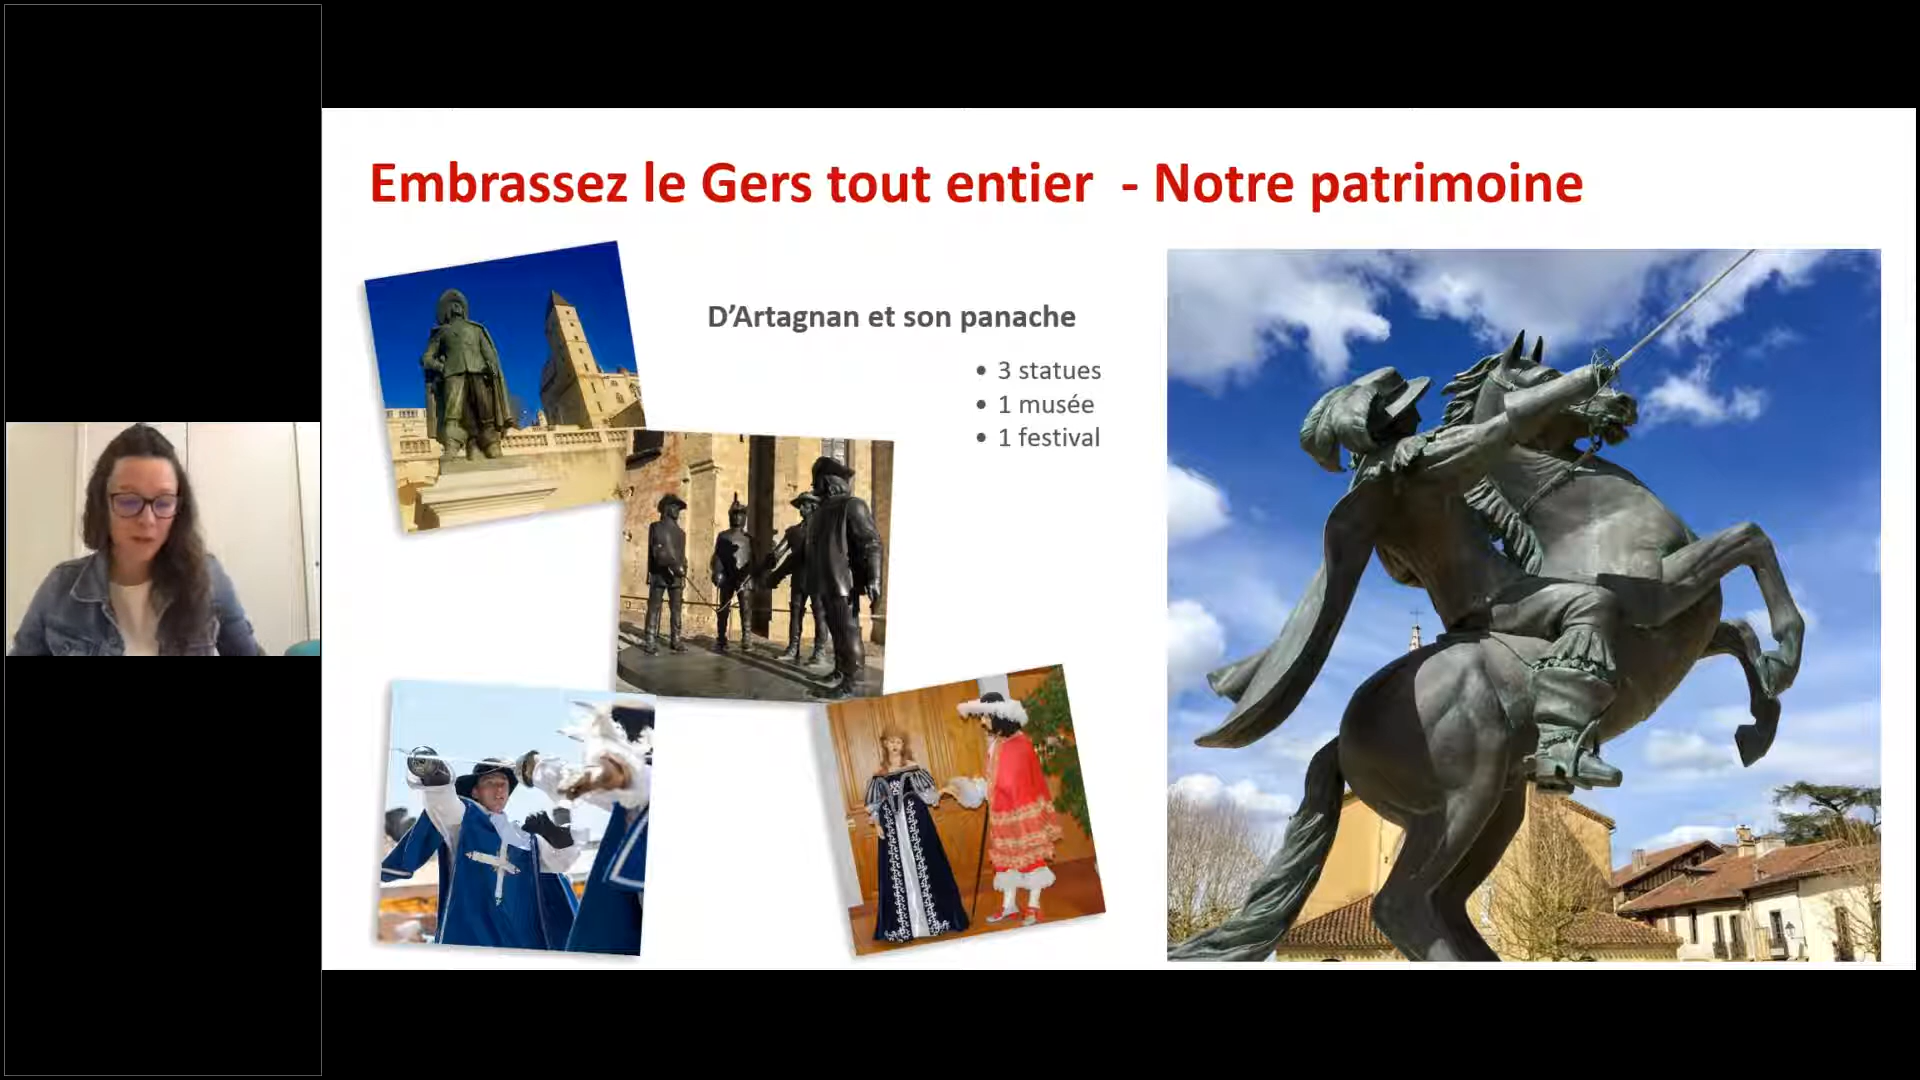 Embrassez le Gers tout entier - Notre patrimoine
D’Artagnan et son panache
• 3 statues
• 1 musée
• 1 festival